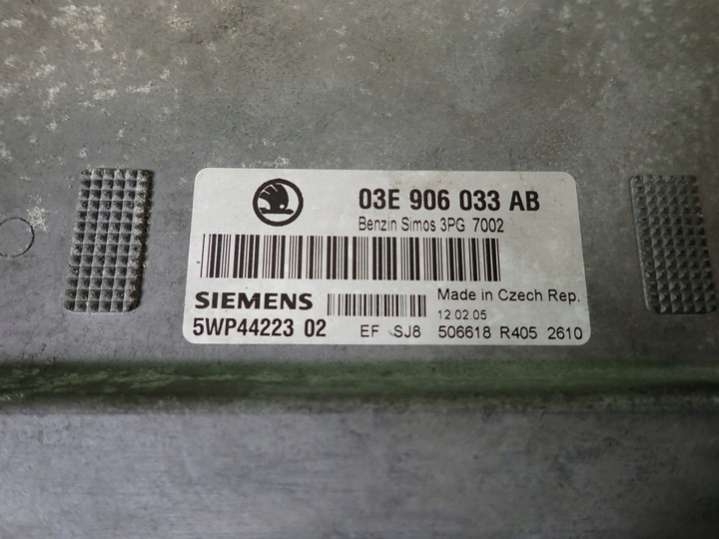 03E 906 033 AB
Benzin Simos 3PG 7002
SIEMENS
Made in Czech Rep.
12.02.05
5WP44223 02
EF SJ8 506618 R405 2610